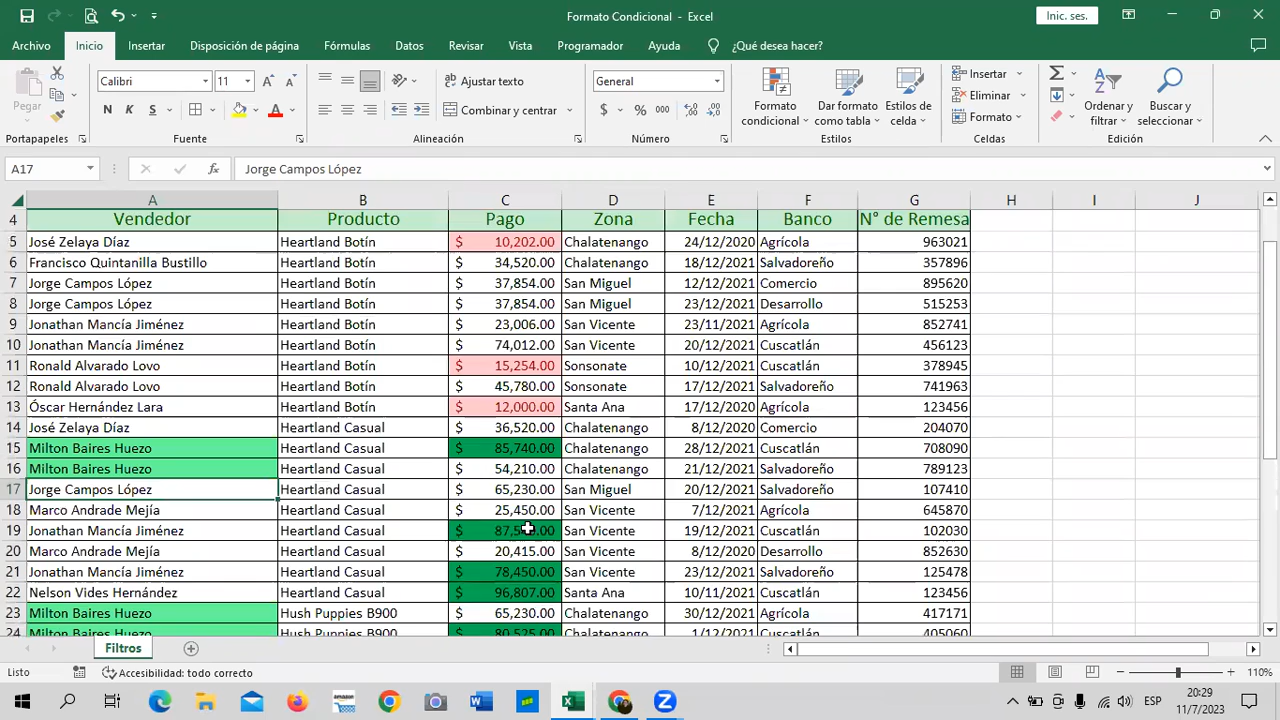 Formato Condicional - Excel
Inic. ses.
Archivo Inicio Insertar Disposición de página Fórmulas Datos Revisar Vista Programador Ayuda ¿Qué desea hacer?
Pegar
Calibri 11
N K S
Ajustar texto
Combinar y centrar
General
$ % 000
Formato condicional
Dar formato como tabla
Estilos de celda
Insertar
Eliminar
Formato
Ordenar y filtrar
Buscar y seleccionar
Portapapeles Fuente Alineación Número Estilos Celdas Edición
A17 fx Jorge Campos López
A B C D E F G H I J
4 Vendedor Producto Pago Zona Fecha Banco N° de Remesa
5 José Zelaya Díaz Heartland Botín $ 10,202.00 Chalatenango 24/12/2020 Agrícola 963021
6 Francisco Quintanilla Bustillo Heartland Botín $ 34,520.00 Chalatenango 18/12/2021 Salvadoreño 357896
7 Jorge Campos López Heartland Botín $ 37,854.00 San Miguel 12/12/2021 Comercio 895620
8 Jorge Campos López Heartland Botín $ 37,854.00 San Miguel 23/12/2021 Desarrollo 515253
9 Jonathan Mancía Jiménez Heartland Botín $ 23,006.00 San Vicente 23/11/2021 Agrícola 852741
10 Jonathan Mancía Jiménez Heartland Botín $ 74,012.00 San Vicente 20/12/2021 Cuscatlán 456123
11 Ronald Alvarado Lovo Heartland Botín $ 15,254.00 Sonsonate 10/12/2021 Cuscatlán 378945
12 Ronald Alvarado Lovo Heartland Botín $ 45,780.00 Sonsonate 17/12/2021 Salvadoreño 741963
13 Óscar Hernández Lara Heartland Botín $ 12,000.00 Santa Ana 17/12/2020 Agrícola 123456
14 José Zelaya Díaz Heartland Casual $ 36,520.00 Chalatenango 8/12/2020 Comercio 204070
15 Milton Baires Huezo Heartland Casual $ 85,740.00 Chalatenango 28/12/2021 Cuscatlán 708090
16 Milton Baires Huezo Heartland Casual $ 54,210.00 Chalatenango 21/12/2021 Salvadoreño 789123
17 Jorge Campos López Heartland Casual $ 65,230.00 San Miguel 20/12/2021 Salvadoreño 107410
18 Marco Andrade Mejía Heartland Casual $ 25,450.00 San Vicente 7/12/2021 Agrícola 645870
19 Jonathan Mancía Jiménez Heartland Casual $ San Vicente 19/12/2021 Cuscatlán 102030
20 Marco Andrade Mejía Heartland Casual $ 20,415.00 San Vicente 8/12/2020 Desarrollo 852630
21 Jonathan Mancía Jiménez Heartland Casual $ 78,450.00 San Vicente 23/12/2021 Salvadoreño 125478
22 Nelson Vides Hernández Heartland Casual $ 96,807.00 Santa Ana 10/11/2021 Cuscatlán 123456
23 Milton Baires Huezo Hush Puppies B900 $ 65,230.00 Chalatenango 30/12/2021 Agrícola 417171
24 Milton Baires Huezo Hush Puppies B900 $ 80,525.00 Chalatenango 1/12/2021 Cuscatlán 405060
Filtros
Listo Accesibilidad: todo correcto 110%
ESP 20:29
11/7/2023